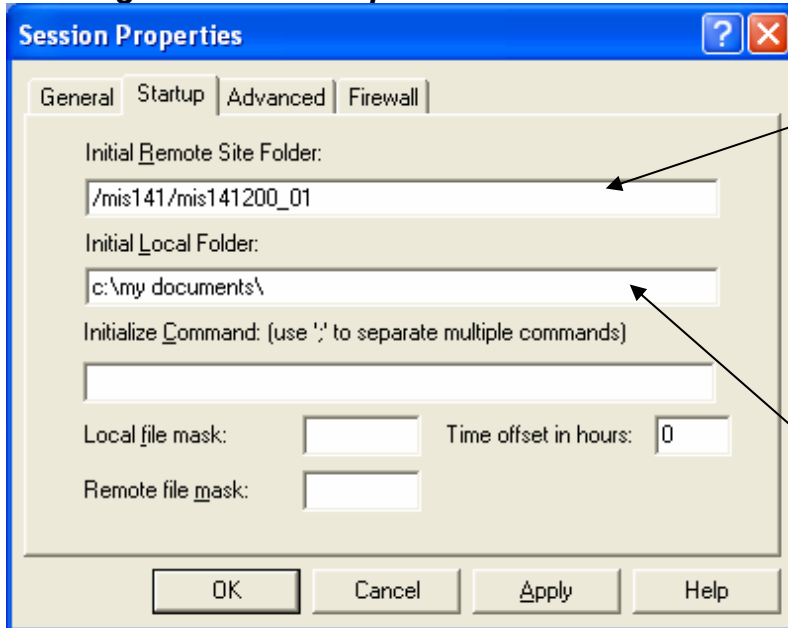 Session Properties
General Startup Advanced Firewall
Initial Remote Site Folder:
/mis141/mis141200_01
Initial Local Folder:
c:\my documents\
Initialize Command: (use ';' to separate multiple commands)
Local file mask: Time offset in hours: 0
Remote file mask:
OK Cancel Apply Help